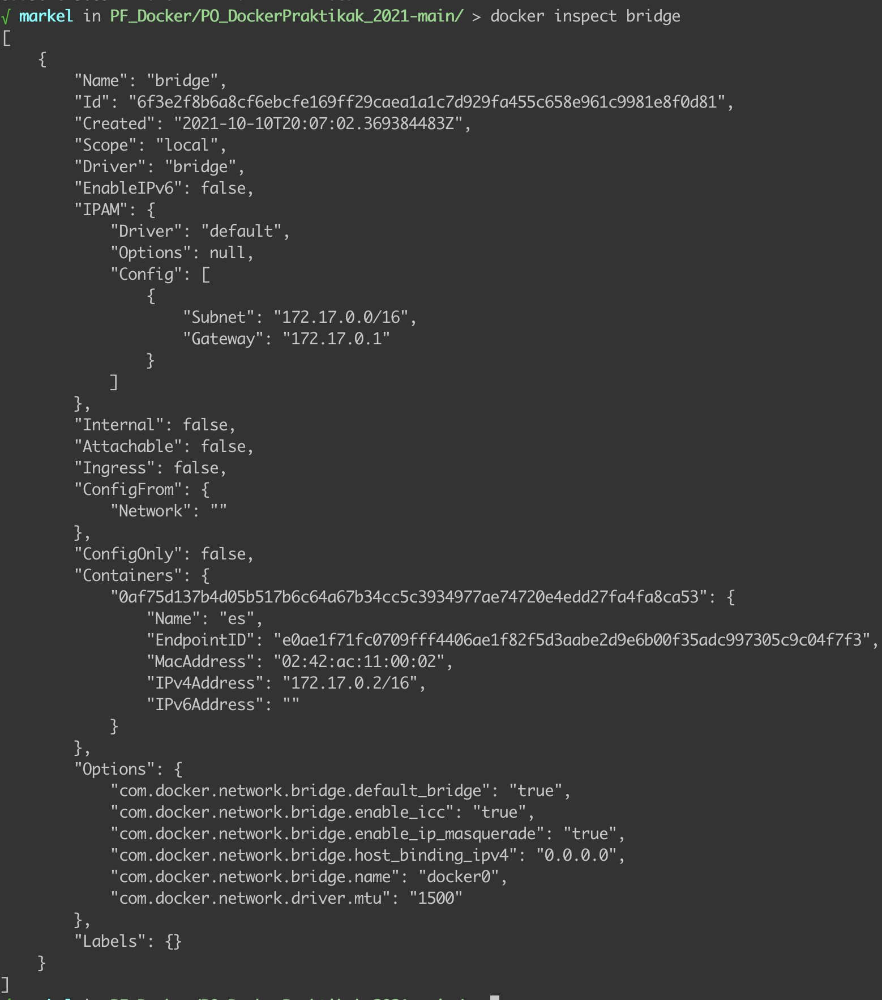 √ markel in PF_Docker/PO_DockerPraktikak_2021-main/ > docker inspect bridge
[
    {
        "Name": "bridge",
        "Id": "6f3e2f8b6a8cf6ebcfe169ff29caea1a1c7d929fa455c658e961c9981e8f0d81",
        "Created": "2021-10-10T20:07:02.369384483Z",
        "Scope": "local",
        "Driver": "bridge",
        "EnableIPv6": false,
        "IPAM": {
            "Driver": "default",
            "Options": null,
            "Config": [
                {
                    "Subnet": "172.17.0.0/16",
                    "Gateway": "172.17.0.1"
                }
            ]
        },
        "Internal": false,
        "Attachable": false,
        "Ingress": false,
        "ConfigFrom": {
            "Network": ""
        },
        "ConfigOnly": false,
        "Containers": {
            "0af75d137b4d05b517b6c64a67b34cc5c3934977ae74720e4edd27fa4fa8ca53": {
                "Name": "es",
                "EndpointID": "e0ae1f71fc0709fff4406ae1f82f5d3aabe2d9e6b00f35adc997305c9c04f7f3",
                "MacAddress": "02:42:ac:11:00:02",
                "IPv4Address": "172.17.0.2/16",
                "IPv6Address": ""
            }
        },
        "Options": {
            "com.docker.network.bridge.default_bridge": "true",
            "com.docker.network.bridge.enable_icc": "true",
            "com.docker.network.bridge.enable_ip_masquerade": "true",
            "com.docker.network.bridge.host_binding_ipv4": "0.0.0.0",
            "com.docker.network.bridge.name": "docker0",
            "com.docker.network.driver.mtu": "1500"
        },
        "Labels": {}
    }
]